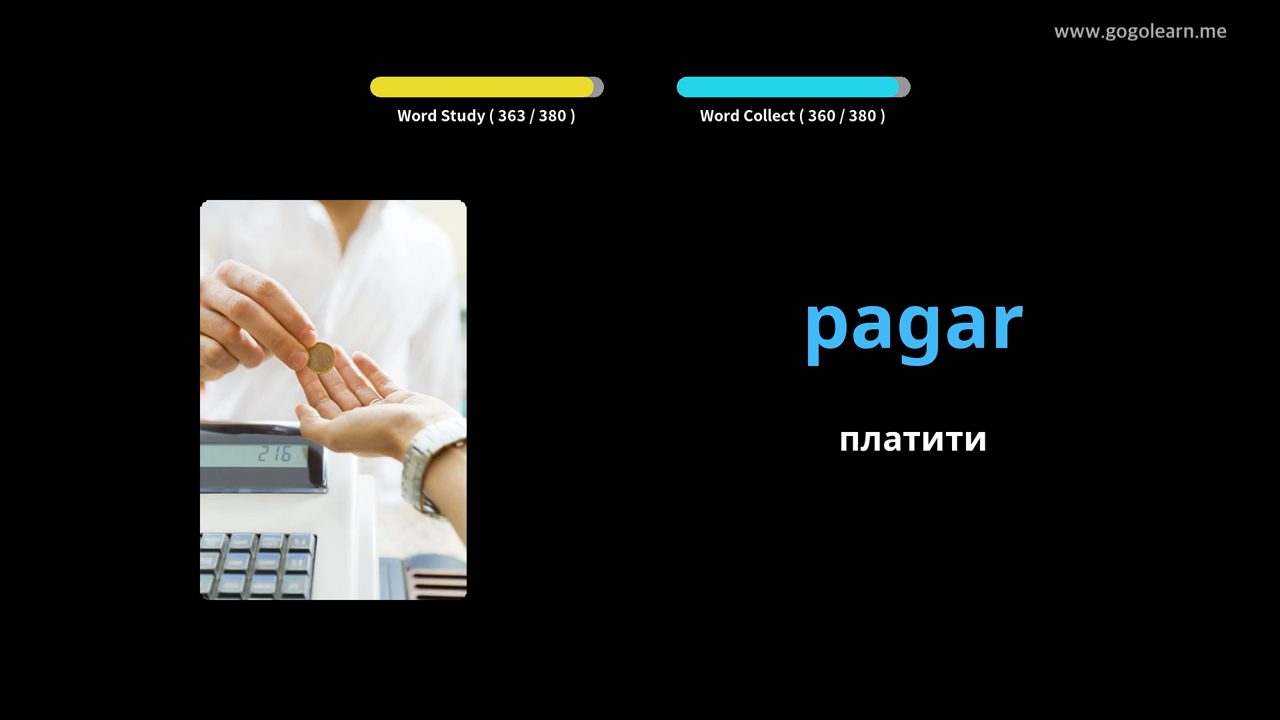 www.gogolearn.me
Word Study ( 363 / 380 )
Word Collect ( 360 / 380 )
pagar
платити
216